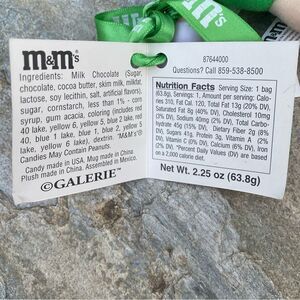 m&m's
m&m's
Ingredients: Milk Chocolate (Sugar,
chocolate, cocoa butter, skim milk, milkfat,
lactose, soy lecithin, salt, artificial flavors),
sugar, cornstarch, less than 1% - corn
syrup, gum acacia, coloring (includes red
40 lake, yellow 6, yellow 5, blue 2 lake, red
40, blue 1 lake, blue 1, blue 2, yellow 5
lake, yellow 6 lake), dextrin. "M&M'S®
Candies May Contain Peanuts.
Candy made in USA. Mug made in China.
Plush made in China. Assembled in Mexico.
©GALERIE™
87644000
Questions? Call 859-538-8500
Nutrition Facts Serving Size: 1 bag
(63.8g), Servings: 1, Amount Serving: Calo-
ries 310, Fat Cal. 120, Total Fat 13g (20% DV),
Saturated Fat 8g (40% DV), Cholesterol 10mg
(3% DV), Sodium 40mg (2% DV), Total Carbo-
hydrate 45g (15% DV), Dietary Fiber 2g (8%
DV), Sugars 41g, Protein 3g, Vitamin A (2%
DV), Vitamin C (0% DV), Calcium (6% DV), Iron
(2% DV). *Percent Daily Values (DV) are based
on a 2,000 calorie diet.
Net Wt. 2.25 oz (63.8g)